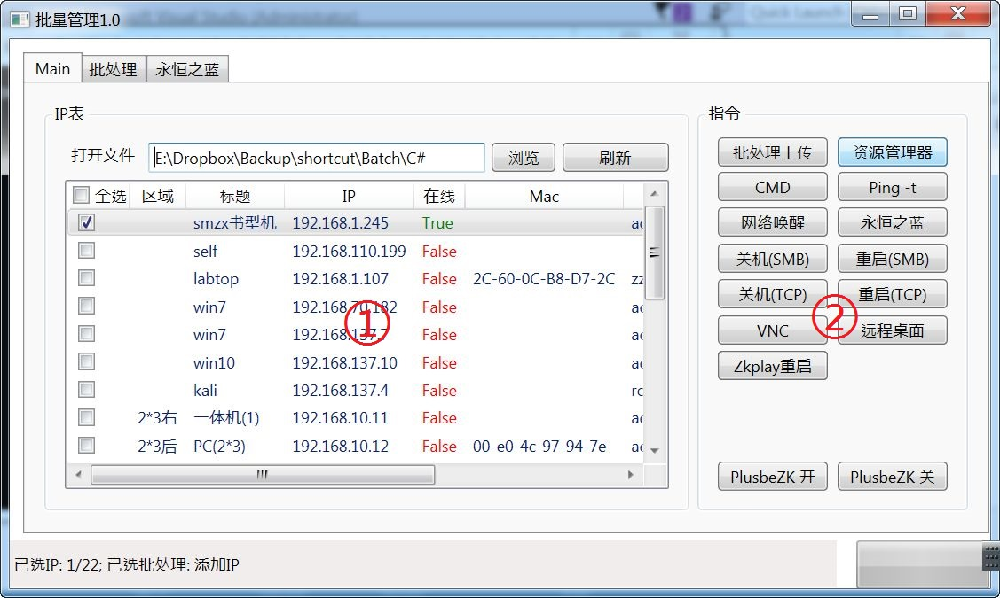 批量管理1.0
Quick Launch
Main 批处理 永恒之蓝
IP表
打开文件 E:\Dropbox\Backup\shortcut\Batch\C# 浏览 刷新
全选 区域 标题 IP 在线 Mac
smzx书型机 192.168.1.245 True
self 192.168.110.199 False
labtop 192.168.1.107 False 2C-60-0C-B8-D7-2C
win7 192.168.70.182 False
win7 192.168.137.7 False
win10 192.168.137.10 False
kali 192.168.137.4 False
2*3右 一体机(1) 192.168.10.11 False
2*3后 PC(2*3) 192.168.10.12 False 00-e0-4c-97-94-7e
①
指令
批处理上传 资源管理器
CMD Ping -t
网络唤醒 永恒之蓝
关机(SMB) 重启(SMB)
关机(TCP) 重启(TCP)
VNC 远程桌面
Zkplay重启
②
PlusbeZK 开 PlusbeZK 关
已选IP: 1/22; 已选批处理: 添加IP